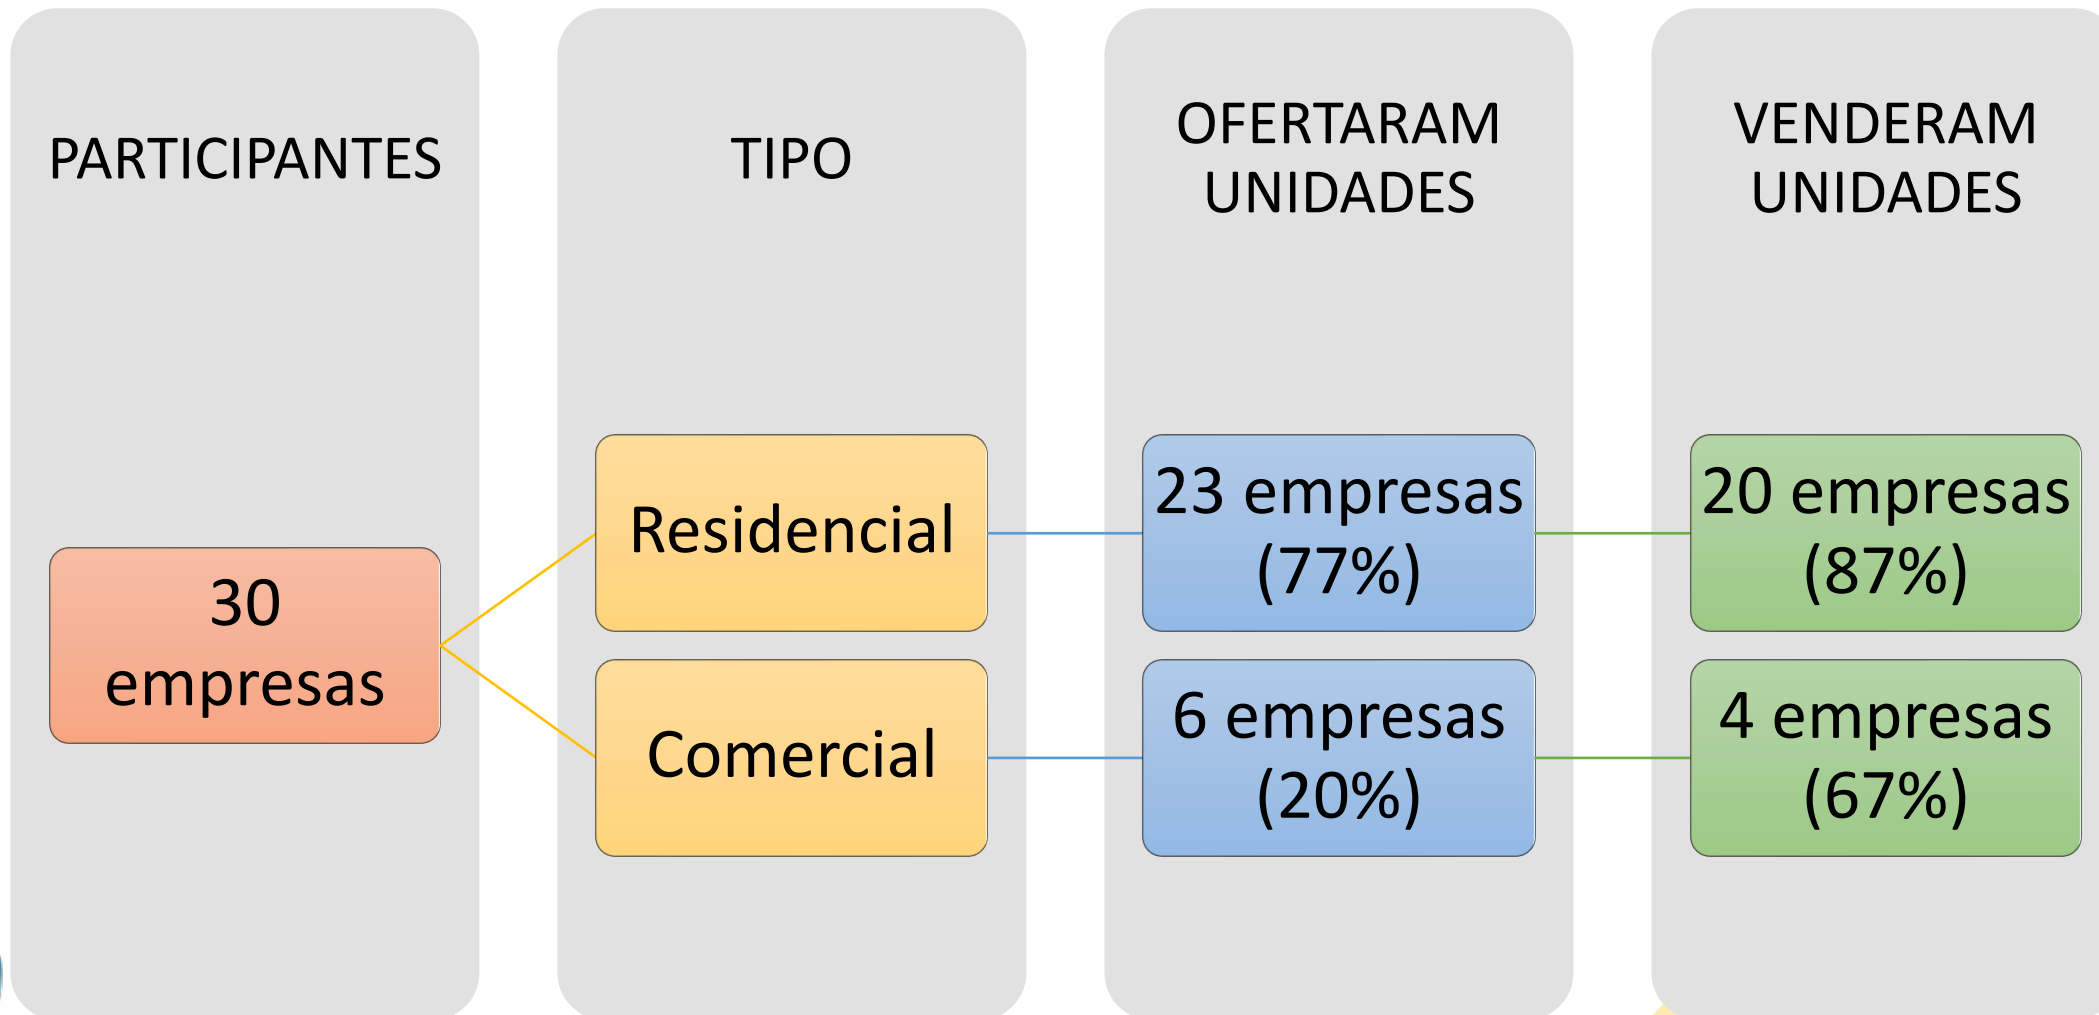 PARTICIPANTES
30
empresas
TIPO
Residencial
Comercial
OFERTARAM
UNIDADES
23 empresas
(77%)
6 empresas
(20%)
VENDERAM
UNIDADES
20 empresas
(87%)
4 empresas
(67%)